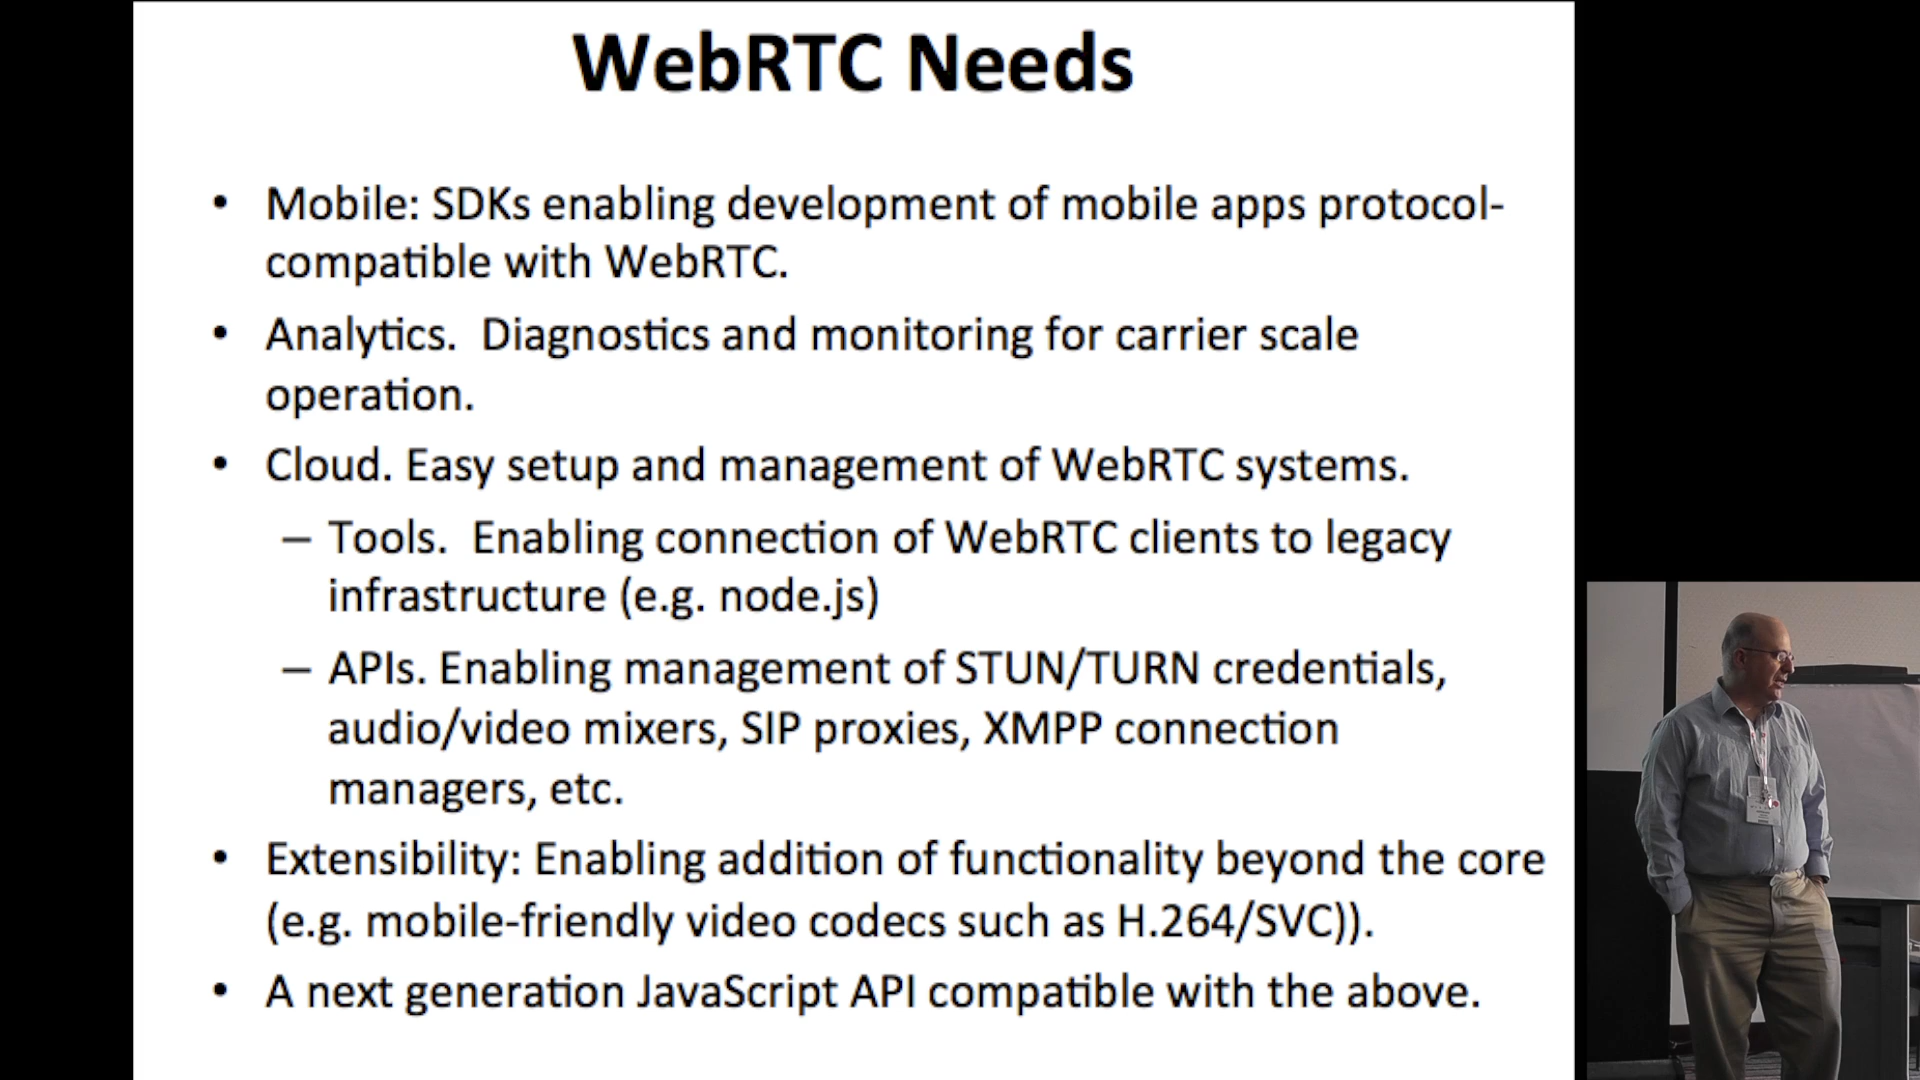 WebRTC Needs
• Mobile: SDKs enabling development of mobile apps protocol-
compatible with WebRTC.
• Analytics.  Diagnostics and monitoring for carrier scale
operation.
• Cloud. Easy setup and management of WebRTC systems.
– Tools.  Enabling connection of WebRTC clients to legacy
infrastructure (e.g. node.js)
– APIs. Enabling management of STUN/TURN credentials,
audio/video mixers, SIP proxies, XMPP connection
managers, etc.
• Extensibility: Enabling addition of functionality beyond the core
(e.g. mobile-friendly video codecs such as H.264/SVC)).
• A next generation JavaScript API compatible with the above.